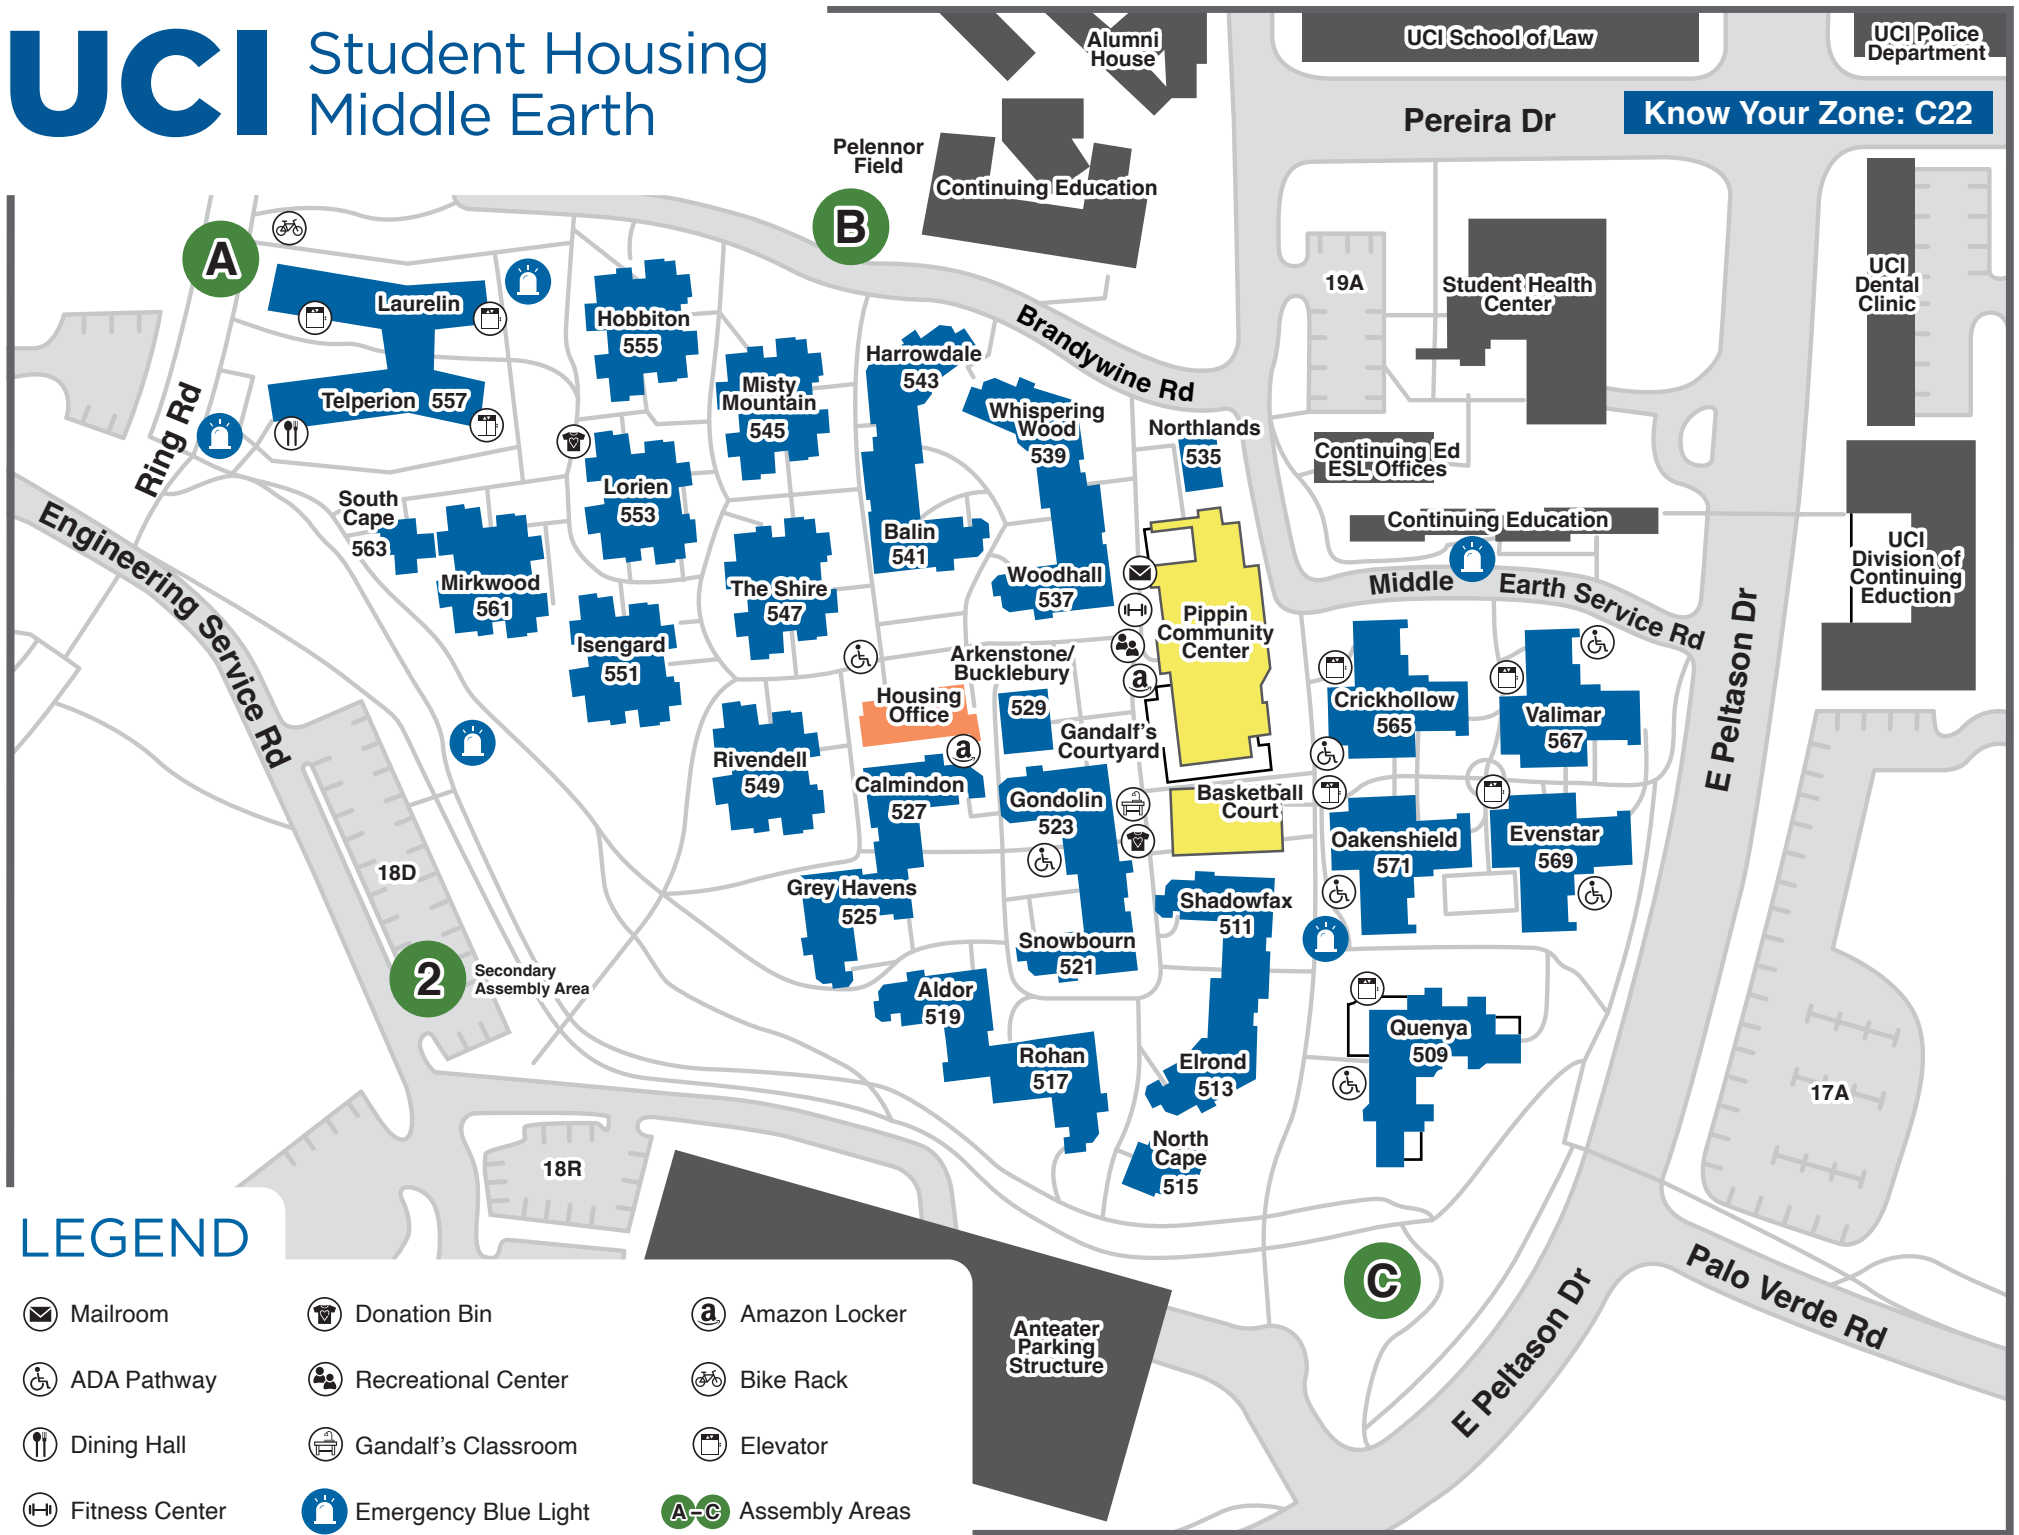 UCI
Student Housing
Middle Earth
Alumni
House
UCI School of Law
UCI Police
Department
Pereira Dr
Know Your Zone: C22
Pelennor
Field
Continuing Education
A
B
Laurelin
Hobbiton
555
Telperion 557
Ring Rd
Misty
Mountain
545
Harrowdale
543
Brandywine Rd
Whispering
Wood
539
Northlands
535
19A
Student Health
Center
UCI
Dental
Clinic
Continuing Ed
ESL Offices
Continuing Education
UCI
Division of
Continuing
Eduction
Engineering Service Rd
South
Cape
563
Lorien
553
Mirkwood
561
Isengard
551
The Shire
547
Balin
541
Woodhall
537
Middle Earth Service Rd
E Peltason Dr
Pippin
Community
Center
Arkenstone/
Bucklebury
529
Housing
Office
a
a
Gandalf's
Courtyard
Crickhollow
565
Valimar
567
Rivendell
549
Calmindon
527
Gondolin
523
Basketball
Court
Oakenshield
571
Evenstar
569
18D
Grey Havens
525
Shadowfax
511
Snowbourn
521
2
Secondary
Assembly Area
Aldor
519
Rohan
517
Elrond
513
Quenya
509
17A
North
Cape
515
18R
C
Palo Verde Rd
E Peltason Dr
Anteater
Parking
Structure
LEGEND
Mailroom
Donation Bin
a Amazon Locker
ADA Pathway
Recreational Center
Bike Rack
Dining Hall
Gandalf's Classroom
Elevator
Fitness Center
Emergency Blue Light
A–C Assembly Areas